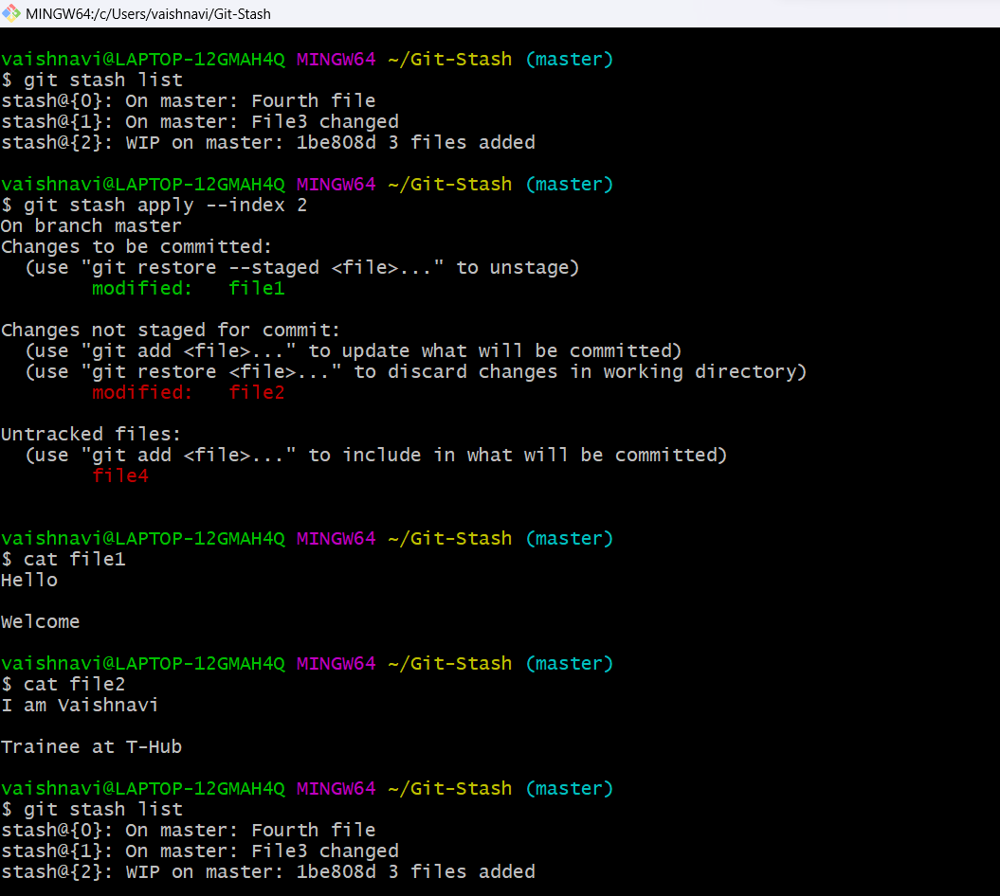 MINGW64:/c/Users/vaishnavi/Git-Stash
vaishnavi@LAPTOP-12GMAH4Q MINGW64 ~/Git-Stash (master)
$ git stash list
stash@{0}: On master: Fourth file
stash@{1}: On master: File3 changed
stash@{2}: WIP on master: 1be808d 3 files added
vaishnavi@LAPTOP-12GMAH4Q MINGW64 ~/Git-Stash (master)
$ git stash apply --index 2
On branch master
Changes to be committed:
  (use "git restore --staged <file>..." to unstage)
        modified:   file1
Changes not staged for commit:
  (use "git add <file>..." to update what will be committed)
  (use "git restore <file>..." to discard changes in working directory)
        modified:   file2
Untracked files:
  (use "git add <file>..." to include in what will be committed)
        file4
vaishnavi@LAPTOP-12GMAH4Q MINGW64 ~/Git-Stash (master)
$ cat file1
Hello
Welcome
vaishnavi@LAPTOP-12GMAH4Q MINGW64 ~/Git-Stash (master)
$ cat file2
I am Vaishnavi
Trainee at T-Hub
vaishnavi@LAPTOP-12GMAH4Q MINGW64 ~/Git-Stash (master)
$ git stash list
stash@{0}: On master: Fourth file
stash@{1}: On master: File3 changed
stash@{2}: WIP on master: 1be808d 3 files added